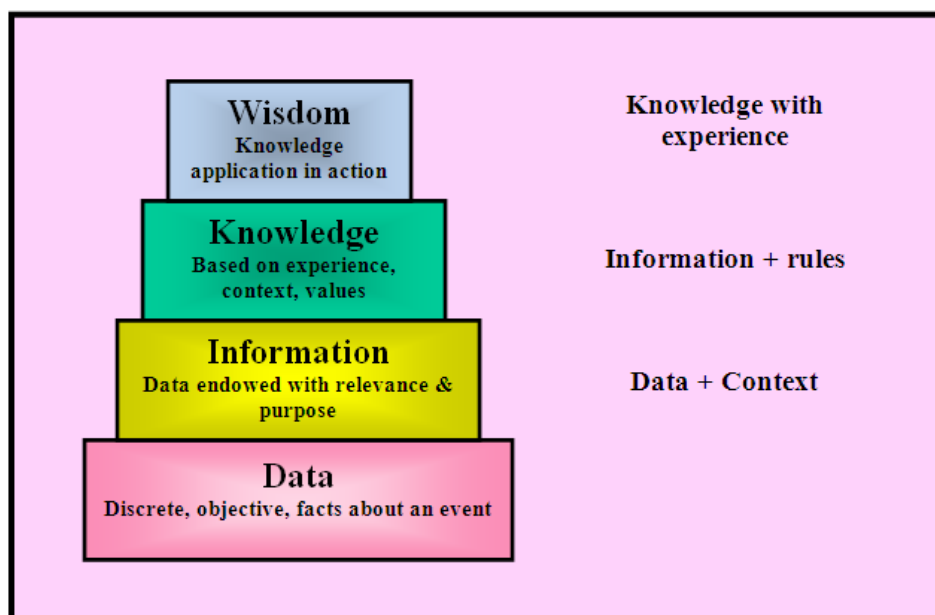 Wisdom
Knowledge
application in action
Knowledge with
experience
Knowledge
Based on experience,
context, values
Information + rules
Information
Data endowed with relevance &
purpose
Data + Context
Data
Discrete, objective, facts about an event